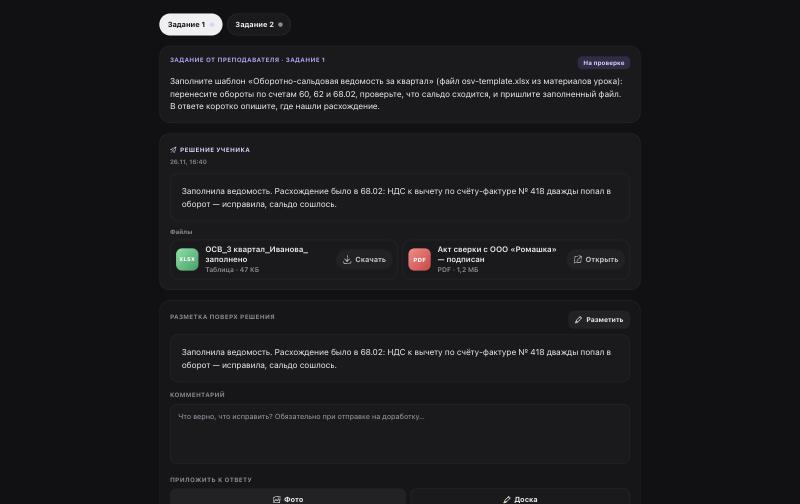 Задание 1
Задание 2
ЗАДАНИЕ ОТ ПРЕПОДАВАТЕЛЯ · ЗАДАНИЕ 1
На проверке
Заполните шаблон «Оборотно-сальдовая ведомость за квартал» (файл osv-template.xlsx из материалов урока):
перенесите обороты по счетам 60, 62 и 68.02, проверьте, что сальдо сходится, и пришлите заполненный файл.
В ответе коротко опишите, где нашли расхождение.
РЕШЕНИЕ УЧЕНИКА
26.11, 16:40
Заполнила ведомость. Расхождение было в 68.02: НДС к вычету по счёту-фактуре № 418 дважды попал в
оборот — исправила, сальдо сошлось.
Файлы
XLSX
ОСВ_3 квартал_Иванова_
заполнено
Таблица · 47 КБ
Скачать
PDF
Акт сверки с ООО «Ромашка»
— подписан
PDF · 1,2 МБ
Открыть
РАЗМЕТКА ПОВЕРХ РЕШЕНИЯ
Разметить
Заполнила ведомость. Расхождение было в 68.02: НДС к вычету по счёту-фактуре № 418 дважды попал в
оборот — исправила, сальдо сошлось.
КОММЕНТАРИЙ
Что верно, что исправить? Обязательно при отправке на доработку…
ПРИЛОЖИТЬ К ОТВЕТУ
Фото
Доска